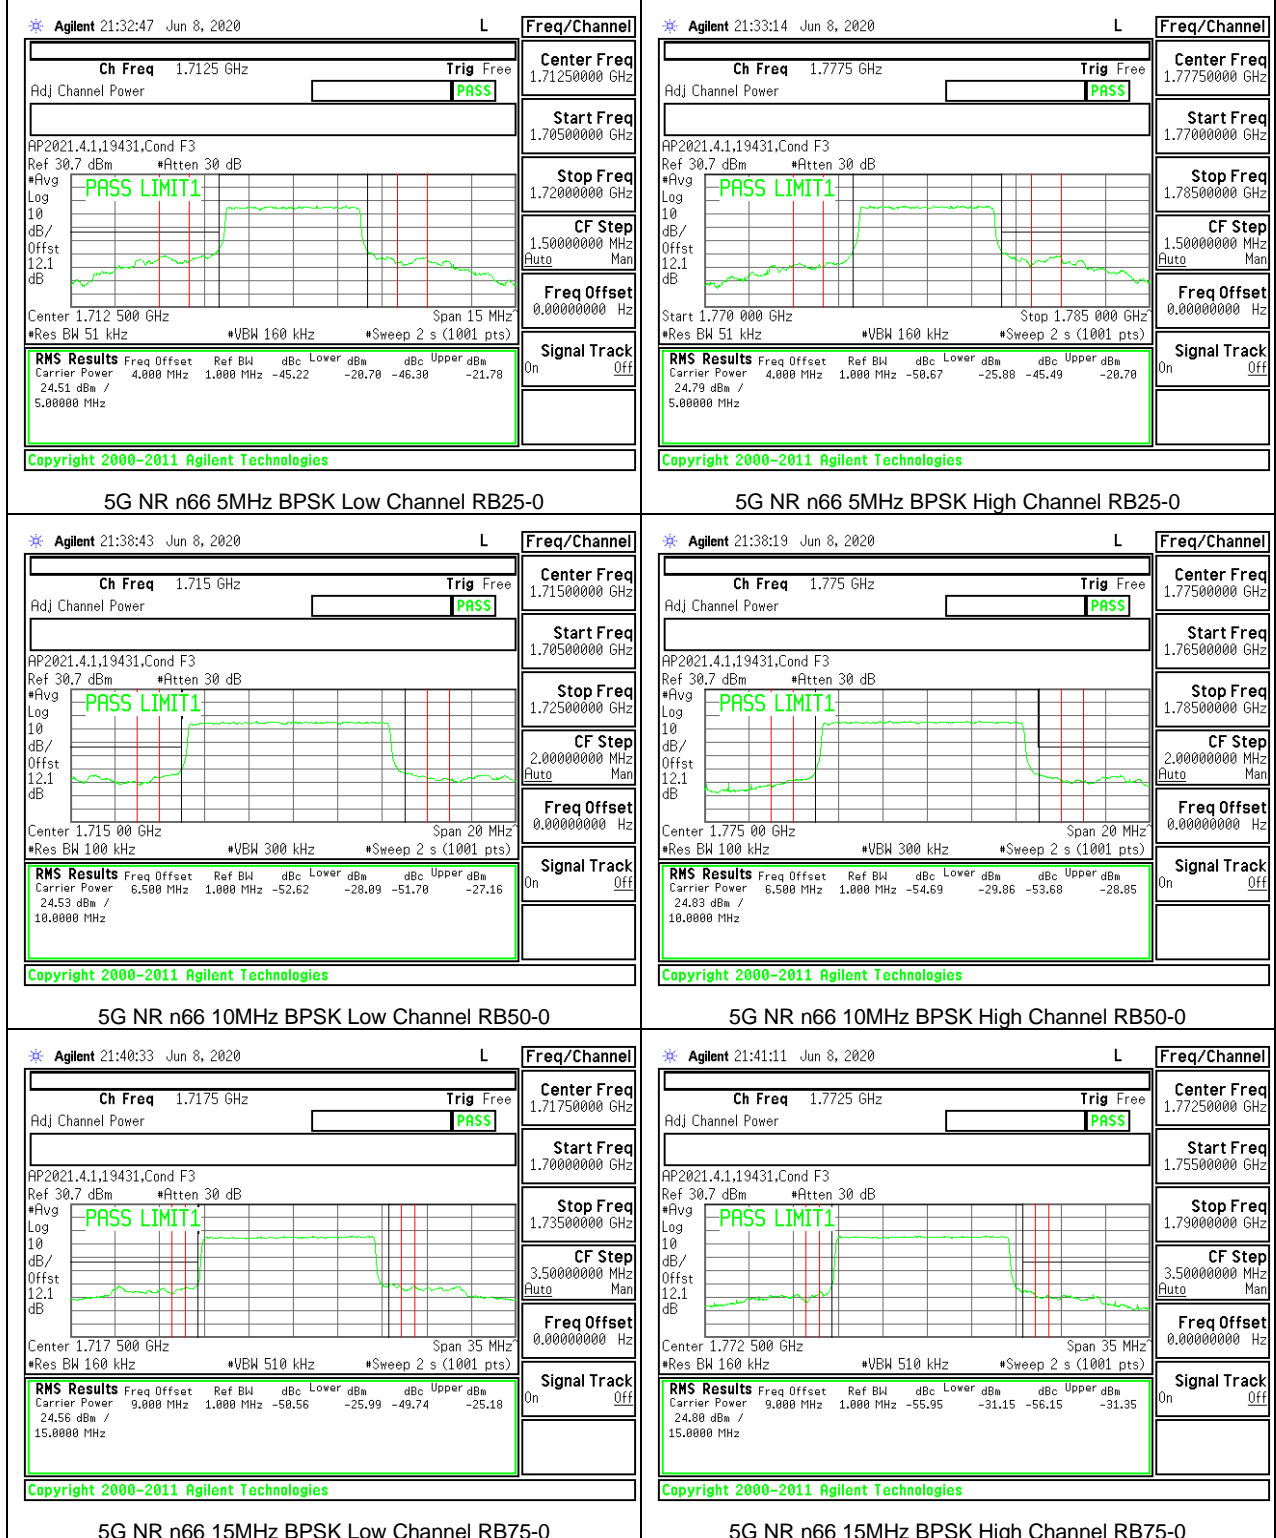 Agilent 21:32:47 Jun 8, 2020 L Freq/Channel
Ch Freq 1.7125 GHz Trig Free
Adj Channel Power PASS
AP2021.4.1,19431,Cond F3
Ref 30.7 dBm #Atten 30 dB
#Avg
Log
10
dB/
Offst
12.1
dB
PASS LIMIT1
Center 1.712 500 GHz Span 15 MHz^
#Res BW 51 kHz #VBW 160 kHz #Sweep 2 s (1001 pts)
RMS Results Freq Offset Ref BW dBc Lower dBm dBc Upper dBm
Carrier Power 4.000 MHz 1.000 MHz -45.22 -20.70 -46.30 -21.78
24.51 dBm /
5.00000 MHz
Copyright 2000-2011 Agilent Technologies
Center Freq
1.71250000 GHz
Start Freq
1.70500000 GHz
Stop Freq
1.72000000 GHz
CF Step
1.50000000 MHz
Auto Man
Freq Offset
0.00000000 Hz
Signal Track
On Off
5G NR n66 5MHz BPSK Low Channel RB25-0
Agilent 21:33:14 Jun 8, 2020 L Freq/Channel
Ch Freq 1.7775 GHz Trig Free
Adj Channel Power PASS
AP2021.4.1,19431,Cond F3
Ref 30.7 dBm #Atten 30 dB
#Avg
Log
10
dB/
Offst
12.1
dB
PASS LIMIT1
Start 1.770 000 GHz Stop 1.785 000 GHz^
#Res BW 51 kHz #VBW 160 kHz #Sweep 2 s (1001 pts)
RMS Results Freq Offset Ref BW dBc Lower dBm dBc Upper dBm
Carrier Power 4.000 MHz 1.000 MHz -50.67 -25.88 -45.49 -20.70
24.79 dBm /
5.00000 MHz
Copyright 2000-2011 Agilent Technologies
Center Freq
1.77750000 GHz
Start Freq
1.77000000 GHz
Stop Freq
1.78500000 GHz
CF Step
1.50000000 MHz
Auto Man
Freq Offset
0.00000000 Hz
Signal Track
On Off
5G NR n66 5MHz BPSK High Channel RB25-0
Agilent 21:38:43 Jun 8, 2020 L Freq/Channel
Ch Freq 1.715 GHz Trig Free
Adj Channel Power PASS
AP2021.4.1,19431,Cond F3
Ref 30.7 dBm #Atten 30 dB
#Avg
Log
10
dB/
Offst
12.1
dB
PASS LIMIT1
Center 1.715 00 GHz Span 20 MHz^
#Res BW 100 kHz #VBW 300 kHz #Sweep 2 s (1001 pts)
RMS Results Freq Offset Ref BW dBc Lower dBm dBc Upper dBm
Carrier Power 6.500 MHz 1.000 MHz -52.62 -28.09 -51.70 -27.16
24.53 dBm /
10.0000 MHz
Copyright 2000-2011 Agilent Technologies
Center Freq
1.71500000 GHz
Start Freq
1.70500000 GHz
Stop Freq
1.72500000 GHz
CF Step
2.00000000 MHz
Auto Man
Freq Offset
0.00000000 Hz
Signal Track
On Off
5G NR n66 10MHz BPSK Low Channel RB50-0
Agilent 21:38:19 Jun 8, 2020 L Freq/Channel
Ch Freq 1.775 GHz Trig Free
Adj Channel Power PASS
AP2021.4.1,19431,Cond F3
Ref 30.7 dBm #Atten 30 dB
#Avg
Log
10
dB/
Offst
12.1
dB
PASS LIMIT1
Center 1.775 00 GHz Span 20 MHz^
#Res BW 100 kHz #VBW 300 kHz #Sweep 2 s (1001 pts)
RMS Results Freq Offset Ref BW dBc Lower dBm dBc Upper dBm
Carrier Power 6.500 MHz 1.000 MHz -54.69 -29.86 -53.68 -28.85
24.83 dBm /
10.0000 MHz
Copyright 2000-2011 Agilent Technologies
Center Freq
1.77500000 GHz
Start Freq
1.76500000 GHz
Stop Freq
1.78500000 GHz
CF Step
2.00000000 MHz
Auto Man
Freq Offset
0.00000000 Hz
Signal Track
On Off
5G NR n66 10MHz BPSK High Channel RB50-0
Agilent 21:40:33 Jun 8, 2020 L Freq/Channel
Ch Freq 1.7175 GHz Trig Free
Adj Channel Power PASS
AP2021.4.1,19431,Cond F3
Ref 30.7 dBm #Atten 30 dB
#Avg
Log
10
dB/
Offst
12.1
dB
PASS LIMIT1
Center 1.717 500 GHz Span 35 MHz^
#Res BW 160 kHz #VBW 510 kHz #Sweep 2 s (1001 pts)
RMS Results Freq Offset Ref BW dBc Lower dBm dBc Upper dBm
Carrier Power 9.000 MHz 1.000 MHz -50.56 -25.99 -49.74 -25.18
24.56 dBm /
15.0000 MHz
Copyright 2000-2011 Agilent Technologies
Center Freq
1.71750000 GHz
Start Freq
1.70000000 GHz
Stop Freq
1.73500000 GHz
CF Step
3.50000000 MHz
Auto Man
Freq Offset
0.00000000 Hz
Signal Track
On Off
5G NR n66 15MHz BPSK Low Channel RB75-0
Agilent 21:41:11 Jun 8, 2020 L Freq/Channel
Ch Freq 1.7725 GHz Trig Free
Adj Channel Power PASS
AP2021.4.1,19431,Cond F3
Ref 30.7 dBm #Atten 30 dB
#Avg
Log
10
dB/
Offst
12.1
dB
PASS LIMIT1
Center 1.772 500 GHz Span 35 MHz^
#Res BW 160 kHz #VBW 510 kHz #Sweep 2 s (1001 pts)
RMS Results Freq Offset Ref BW dBc Lower dBm dBc Upper dBm
Carrier Power 9.000 MHz 1.000 MHz -55.95 -31.15 -56.15 -31.35
24.80 dBm /
15.0000 MHz
Copyright 2000-2011 Agilent Technologies
Center Freq
1.77250000 GHz
Start Freq
1.75500000 GHz
Stop Freq
1.79000000 GHz
CF Step
3.50000000 MHz
Auto Man
Freq Offset
0.00000000 Hz
Signal Track
On Off
5G NR n66 15MHz BPSK High Channel RB75-0